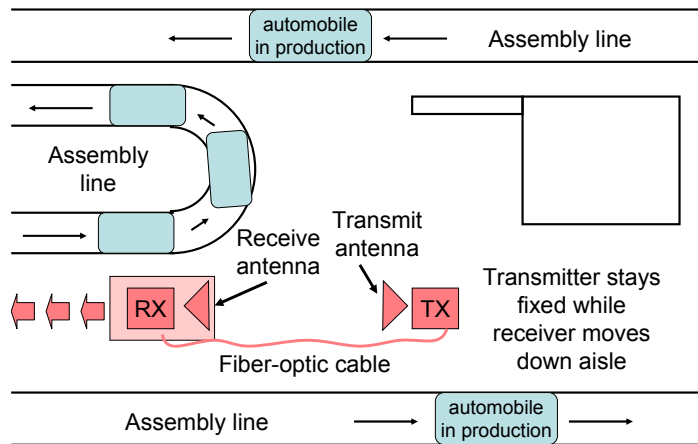 automobile
in production
Assembly line
Assembly
line
Receive
antenna
Transmit
antenna
RX
TX
Transmitter stays
fixed while
receiver moves
down aisle
Fiber-optic cable
Assembly line
automobile
in production